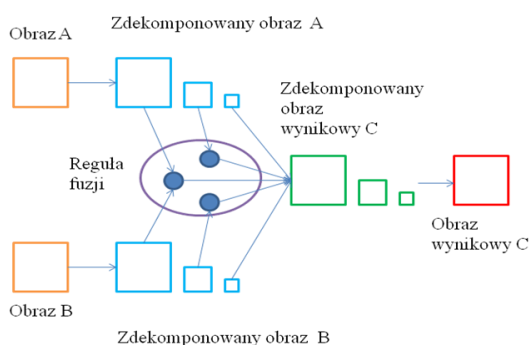 Zdekomponowany obraz A
Obraz A
Zdekomponowany
obraz
wynikowy C
Reguła
fuzji
Obraz
wynikowy C
Obraz B
Zdekomponowany obraz B